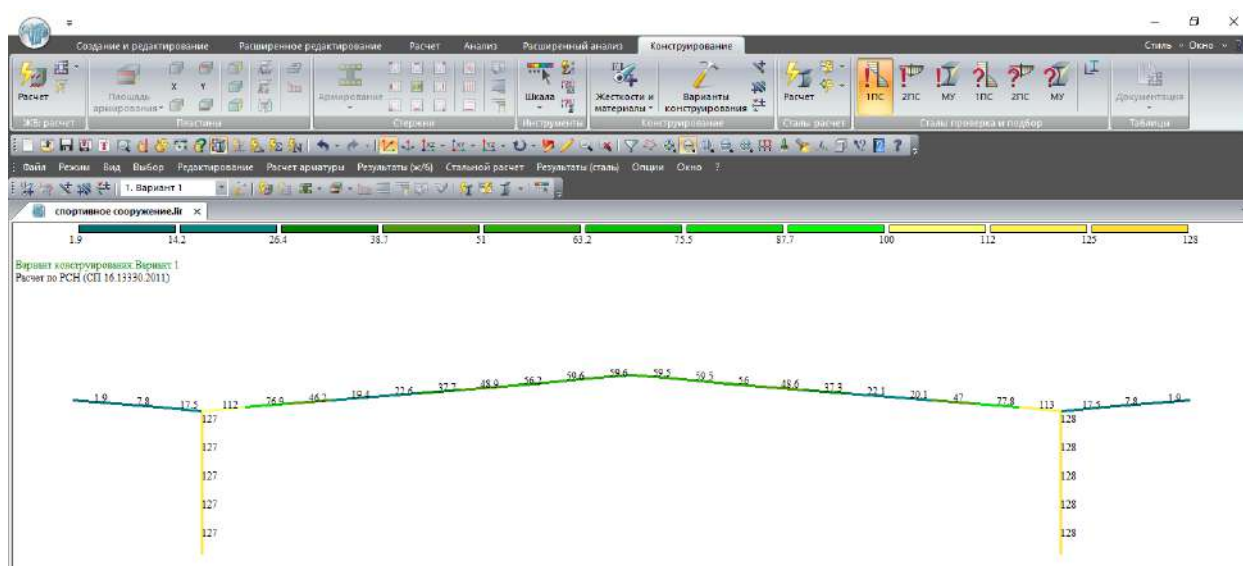 Создание и редактирование Расширенное редактирование Расчет Анализ Расширенный анализ Конструирование Стиль Окно
Расчет Площадь армирования X Y Армирование Шкала Жесткости и материалы Варианты конструирования Расчет 1ПС 2ПС МУ 1ПС 2ПС МУ Документация
ЖБ: расчет Пластины Стержни Инструменты Конструирование Сталь: расчет Сталь: проверка и подбор Таблицы
Файл Режим Вид Выбор Редактирование Расчет арматуры Результаты (ж/б) Стальной расчет Результаты (сталь) Опции Окно ?
1. Вариант 1
спортивное сооружение.lir ×
1.9 14.2 26.4 38.7 51 63.2 75.5 87.7 100 112 125 128
Вариант конструирования:Вариант 1
Расчет по РСН (СП 16.13330.2011)
1.9 7.8 17.5 112 76.9 46.2 19.4 22.6 37.7 48.9 56.2 59.6 59.6 59.5 59.5 56 48.6 37.3 22.1 20.1 47 77.8 113 17.5 7.8 1.9
127 128
127 128
127 128
127 128
127 128